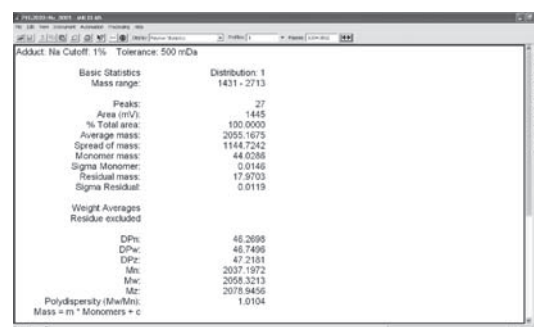 Adduct: Na Cutoff: 1% Tolerance: 500 mDa
Basic Statistics Distribution: 1
Mass range: 1431 - 2713
Peaks: 27
Area (mV): 1445
% Total area: 100.0000
Average mass: 2055.1675
Spread of mass: 1144.7242
Monomer mass: 44.0286
Sigma Monomer: 0.0146
Residual mass: 17.9703
Sigma Residual: 0.0119
Weight Averages
Residue excluded
DPn: 46.2698
DPw: 46.7496
DPz: 47.2181
Mn: 2037.1972
Mw: 2058.3213
Mz: 2078.9456
Polydispersity (Mw/Mn): 1.0104
Mass = m * Monomers + c